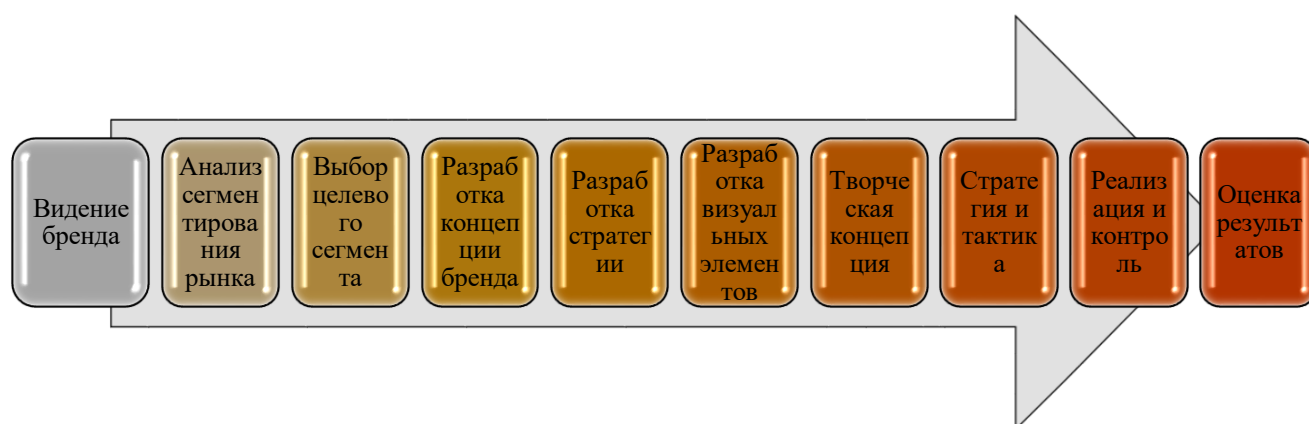 Видение
бренда
Анализ
сегмен
тирова
ния
рынка
Выбор
целево
го
сегмен
та
Разраб
отка
концеп
ции
бренда
Разраб
отка
стратег
ии
Разраб
отка
визуал
ьных
элемен
тов
Творче
ская
концеп
ция
Страте
гия и
тактик
а
Реализ
ация и
контро
ль
Оценка
результ
атов